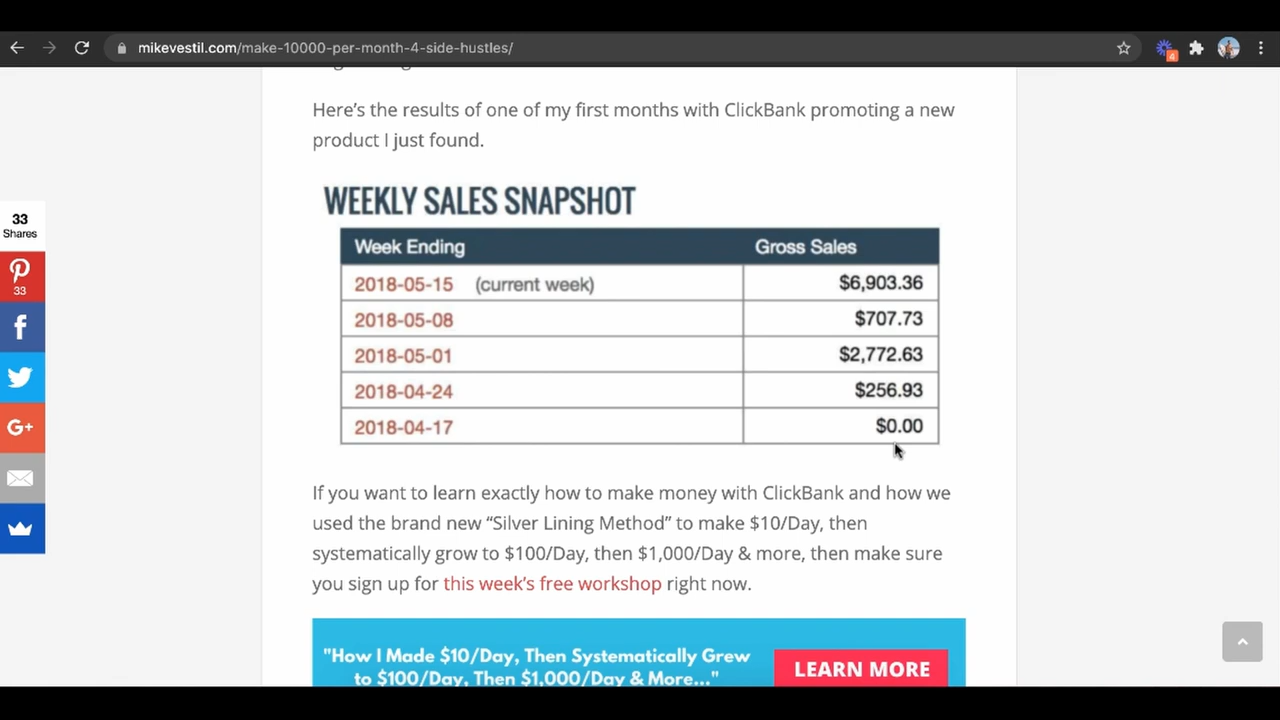 mikevestil.com/make-10000-per-month-4-side-hustles/
4
Here’s the results of one of my first months with ClickBank promoting a new
product I just found.
WEEKLY SALES SNAPSHOT
Week Ending Gross Sales
2018-05-15 (current week) $6,903.36
2018-05-08 $707.73
2018-05-01 $2,772.63
2018-04-24 $256.93
2018-04-17 $0.00
33
Shares
33
G+
If you want to learn exactly how to make money with ClickBank and how we
used the brand new “Silver Lining Method” to make $10/Day, then
systematically grow to $100/Day, then $1,000/Day & more, then make sure
you sign up for this week’s free workshop right now.
"How I Made $10/Day, Then Systematically Grew
to $100/Day, Then $1,000/Day & More..."
LEARN MORE